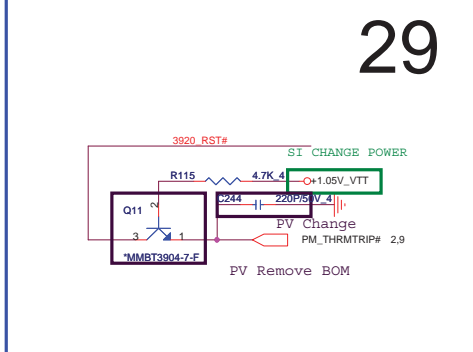 29
3920_RST#
SI CHANGE POWER
R115 4.7K_4 +1.05V_VTT
C244 220P/50V_4
Q11 2
PV Change
3 1 PM_THRMTRIP# 2,9
*MMBT3904-7-F
PV Remove BOM